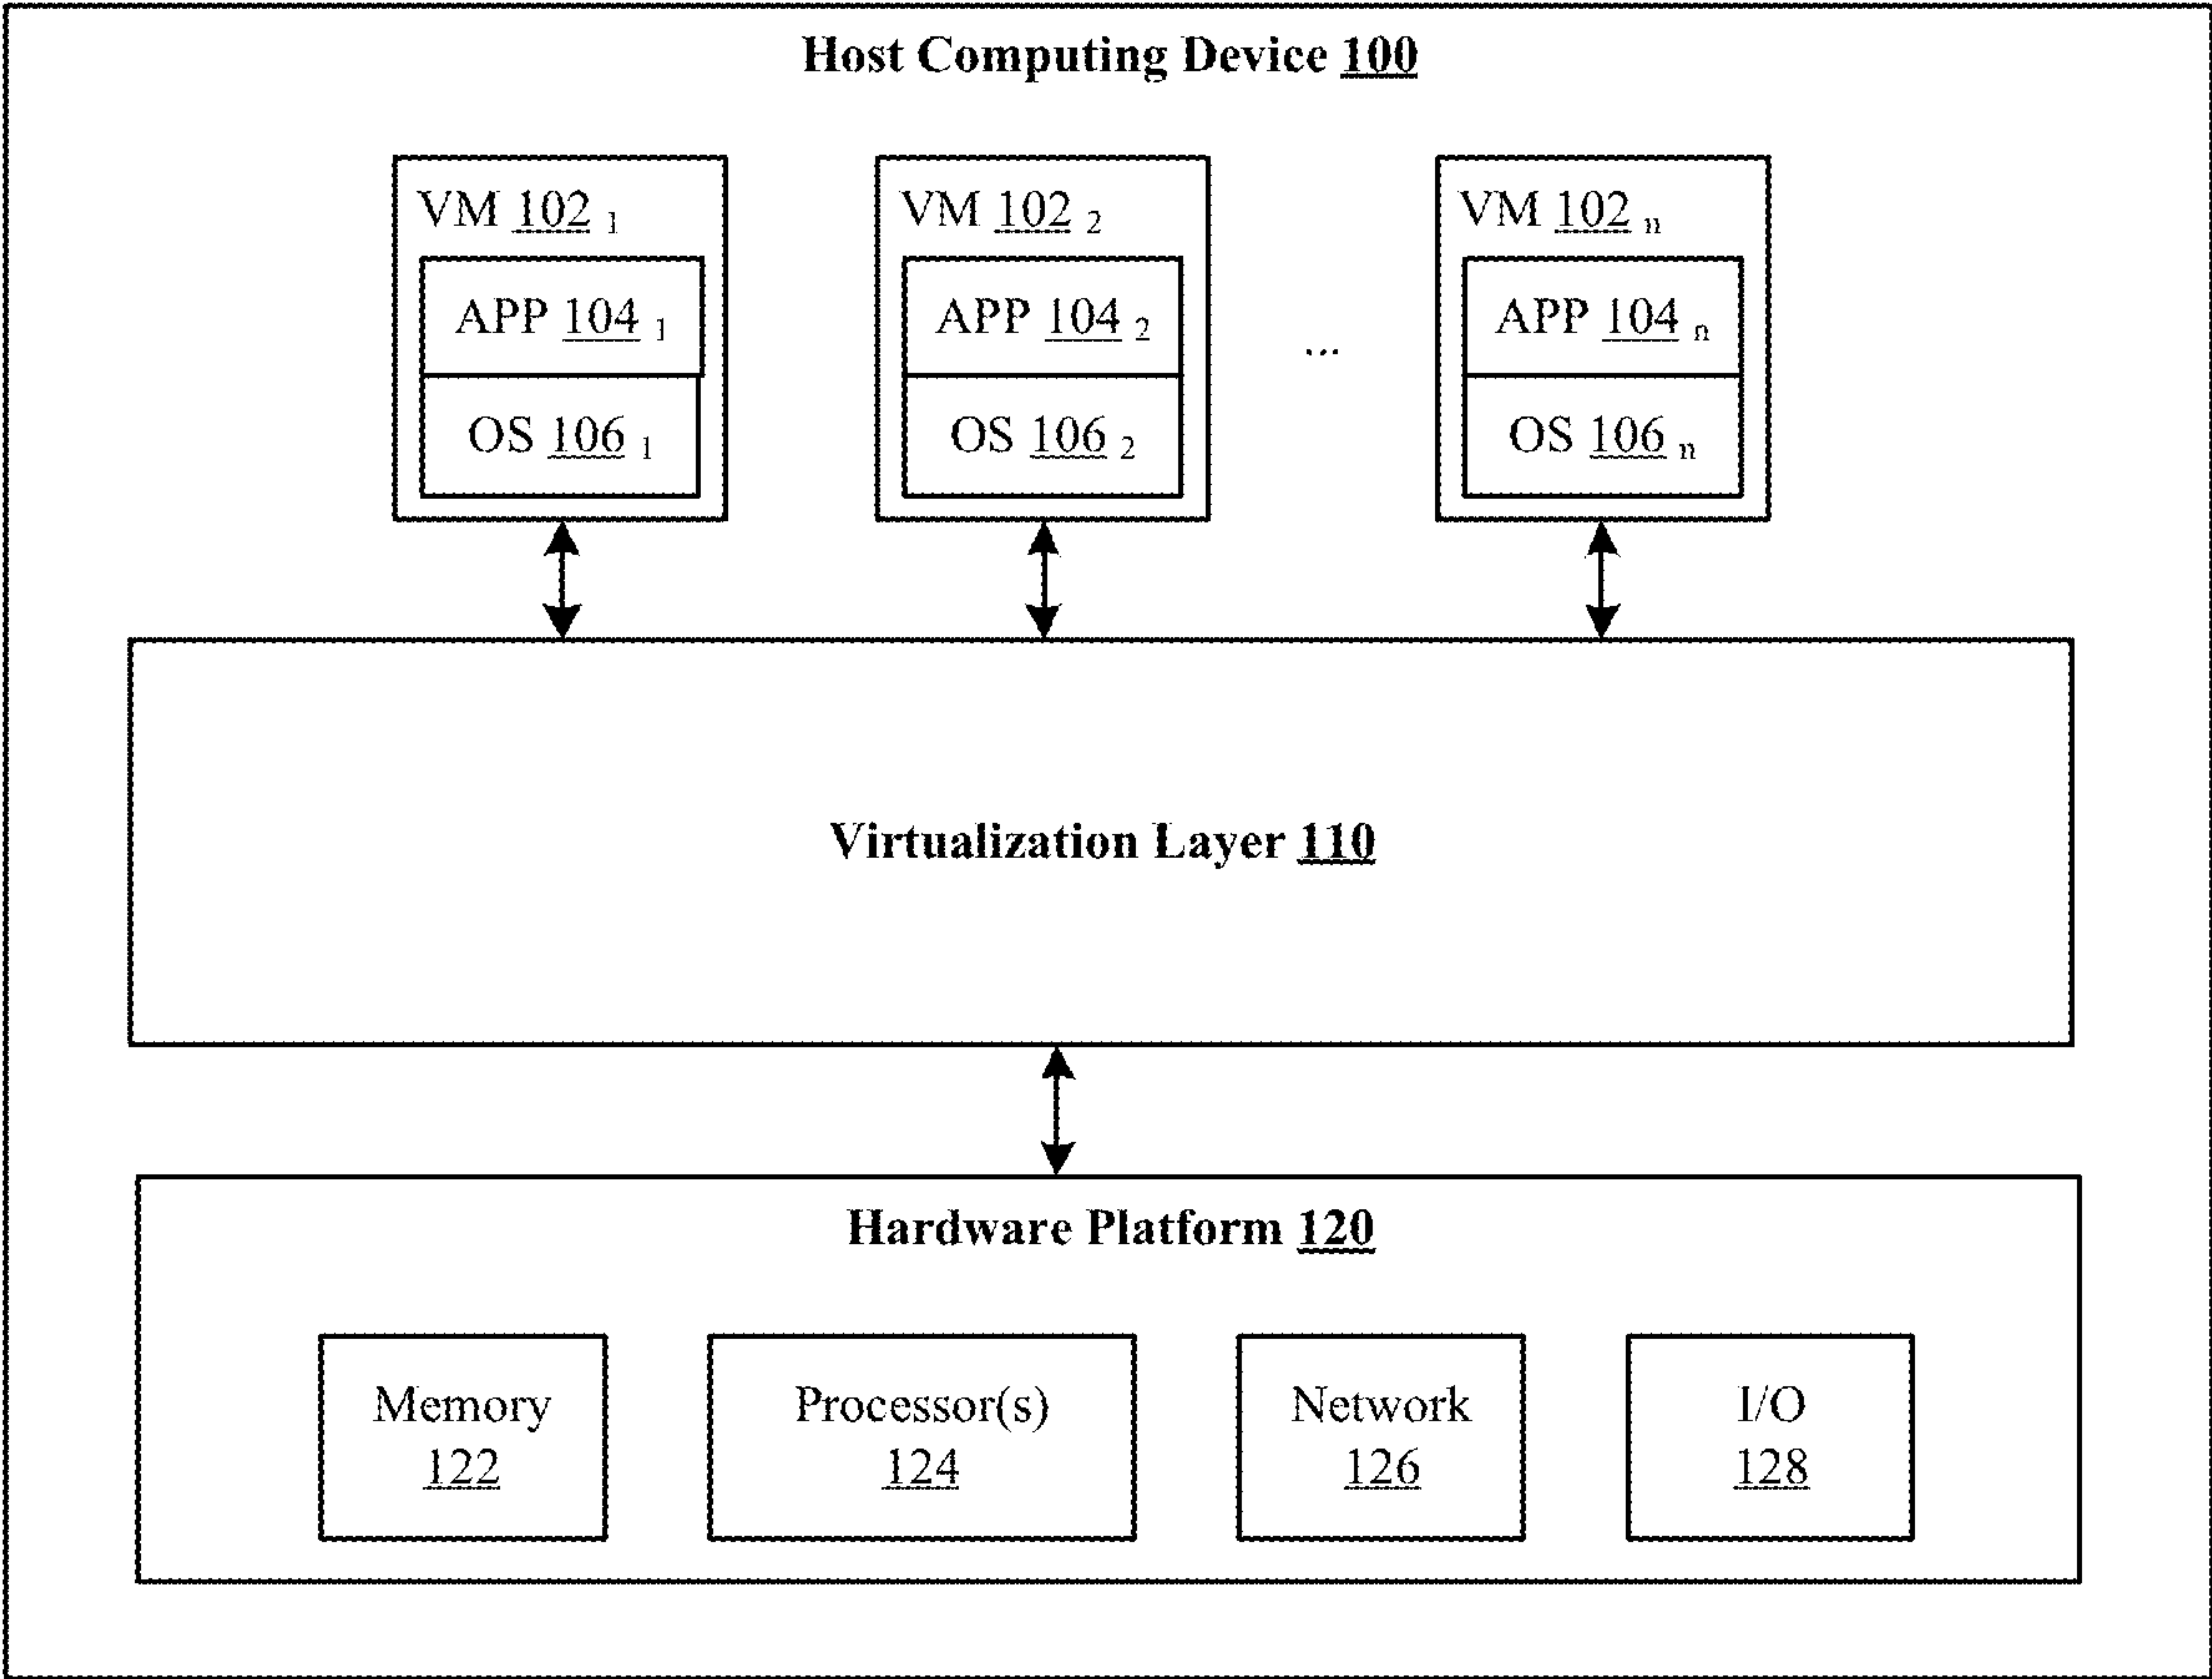 Host Computing Device 100
VM 102 1
VM 102 2
VM 102 n
APP 104 1
APP 104 2
...
APP 104 n
OS 106 1
OS 106 2
OS 106 n
Virtualization Layer 110
Hardware Platform 120
Memory
122
Processor(s)
124
Network
126
I/O
128